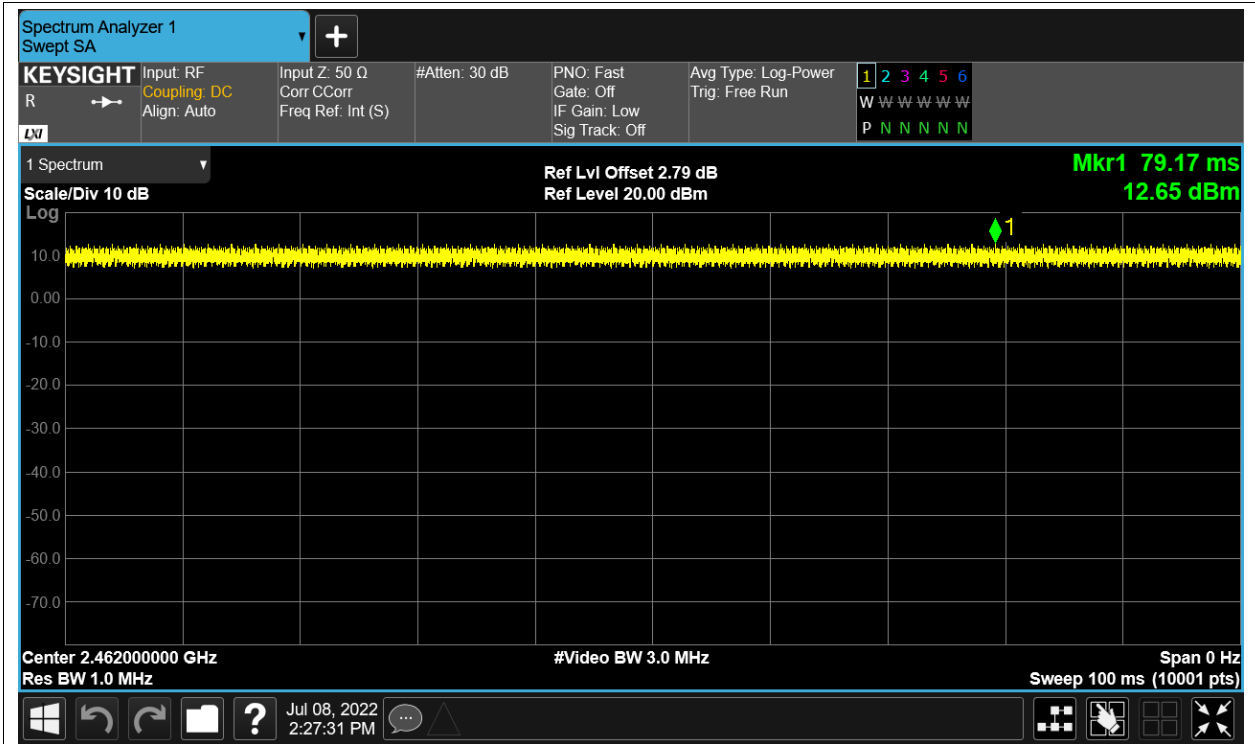 Spectrum Analyzer 1
Swept SA
KEYSIGHT
R
LXI
Input: RF
Coupling: DC
Align: Auto
Input Z: 50 Ω
Corr CCorr
Freq Ref: Int (S)
#Atten: 30 dB
PNO: Fast
Gate: Off
IF Gain: Low
Sig Track: Off
Avg Type: Log-Power
Trig: Free Run
1 2 3 4 5 6
W W W W W W
P N N N N N
1 Spectrum
Scale/Div 10 dB
Ref Lvl Offset 2.79 dB
Ref Level 20.00 dBm
Mkr1 79.17 ms
12.65 dBm
Log
1
10.0
0.00
-10.0
-20.0
-30.0
-40.0
-50.0
-60.0
-70.0
Center 2.462000000 GHz
#Video BW 3.0 MHz
Span 0 Hz
Res BW 1.0 MHz
Sweep 100 ms (10001 pts)
?
Jul 08, 2022
2:27:31 PM